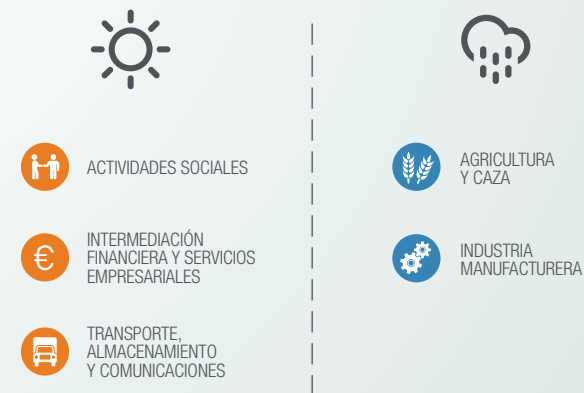 ACTIVIDADES SOCIALES
INTERMEDIACIÓN
FINANCIERA Y SERVICIOS
EMPRESARIALES
TRANSPORTE,
ALMACENAMIENTO
Y COMUNICACIONES
AGRICULTURA
Y CAZA
INDUSTRIA
MANUFACTURERA